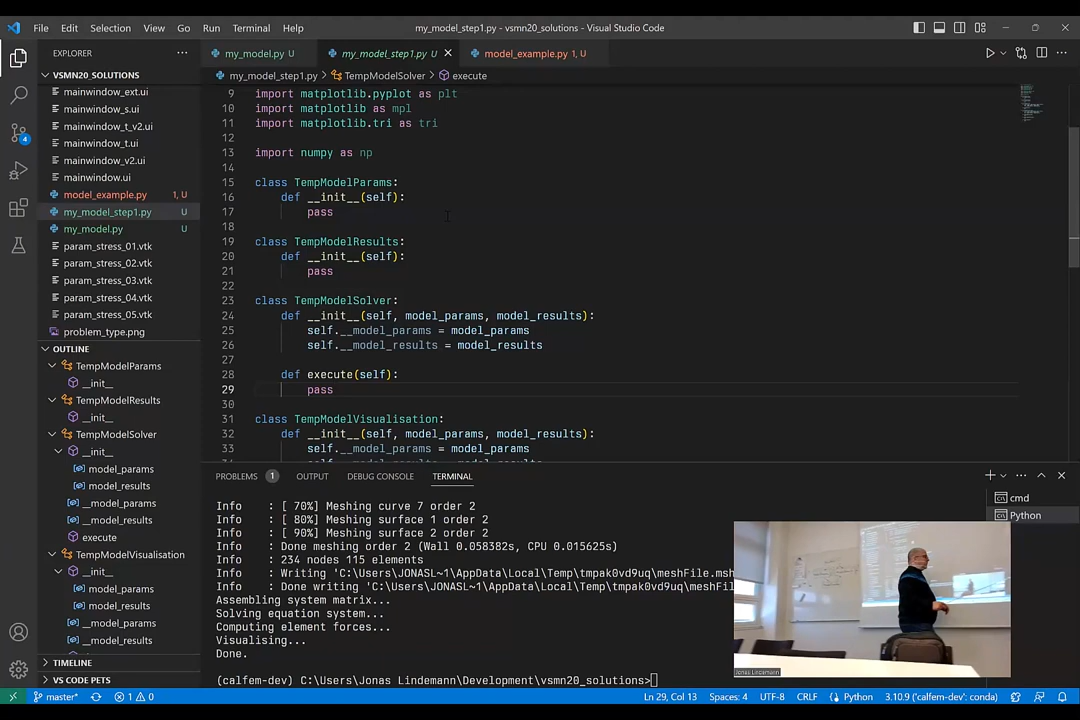 File Edit Selection View Go Run Terminal Help
my_model_step1.py - vsmn20_solutions - Visual Studio Code
EXPLORER
my_model.py U
my_model_step1.py U
model_example.py 1, U
VSMN20_SOLUTIONS
my_model_step1.py > TempModelSolver > execute
mainwindow_ext.ui
mainwindow_s.ui
mainwindow_t_v2.ui
mainwindow_t.ui
mainwindow_v2.ui
mainwindow.ui
model_example.py 1, U
my_model_step1.py U
my_model.py U
param_stress_01.vtk
param_stress_02.vtk
param_stress_03.vtk
param_stress_04.vtk
param_stress_05.vtk
problem_type.png
4
OUTLINE
TempModelParams
__init__
TempModelResults
__init__
TempModelSolver
__init__
model_params
model_results
__model_params
__model_results
execute
TempModelVisualisation
__init__
model_params
model_results
__model_params
__model_results
TIMELINE
VS CODE PETS
9 import matplotlib.pyplot as plt
10 import matplotlib as mpl
11 import matplotlib.tri as tri
12
13 import numpy as np
14
15 class TempModelParams:
16 def __init__(self):
17 pass
18
19 class TempModelResults:
20 def __init__(self):
21 pass
22
23 class TempModelSolver:
24 def __init__(self, model_params, model_results):
25 self.__model_params = model_params
26 self.__model_results = model_results
27
28 def execute(self):
29 pass
30
31 class TempModelVisualisation:
32 def __init__(self, model_params, model_results):
33 self.__model_params = model_params
PROBLEMS 1 OUTPUT DEBUG CONSOLE TERMINAL
cmd
Python
Info : [ 70%] Meshing curve 7 order 2
Info : [ 80%] Meshing surface 1 order 2
Info : [ 90%] Meshing surface 2 order 2
Info : Done meshing order 2 (Wall 0.058382s, CPU 0.015625s)
Info : 234 nodes 115 elements
Info : Writing 'C:\Users\JONASL~1\AppData\Local\Temp\tmpak0vd9uq\meshFile.msh
Info : Done writing 'C:\Users\JONASL~1\AppData\Local\Temp\tmpak0vd9uq\meshFil
Assembling system matrix...
Solving equation system...
Computing element forces...
Visualising...
Done.
(calfem-dev) C:\Users\Jonas Lindemann\Development\vsmn20_solutions>
Jonas Lindemann
master* 1 0
Ln 29, Col 13 Spaces: 4 UTF-8 CRLF Python 3.10.9 ('calfem-dev': conda)